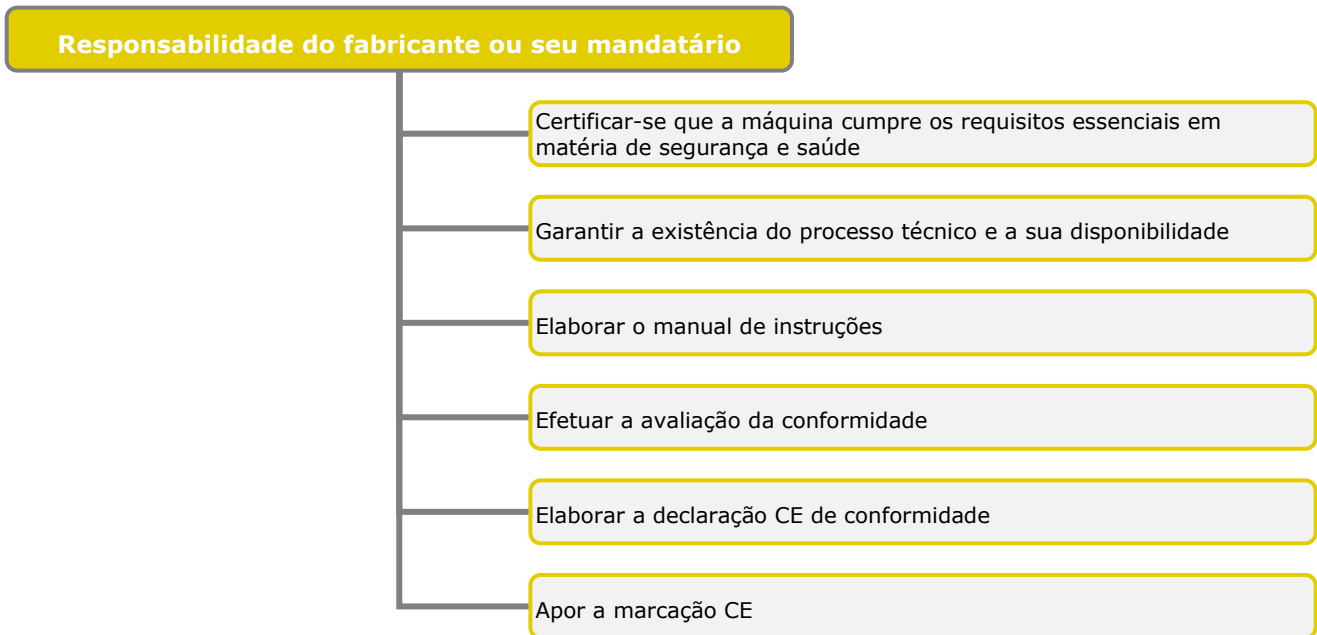 Responsabilidade do fabricante ou seu mandatário
Certificar-se que a máquina cumpre os requisitos essenciais em
matéria de segurança e saúde
Garantir a existência do processo técnico e a sua disponibilidade
Elaborar o manual de instruções
Efetuar a avaliação da conformidade
Elaborar a declaração CE de conformidade
Apor a marcação CE